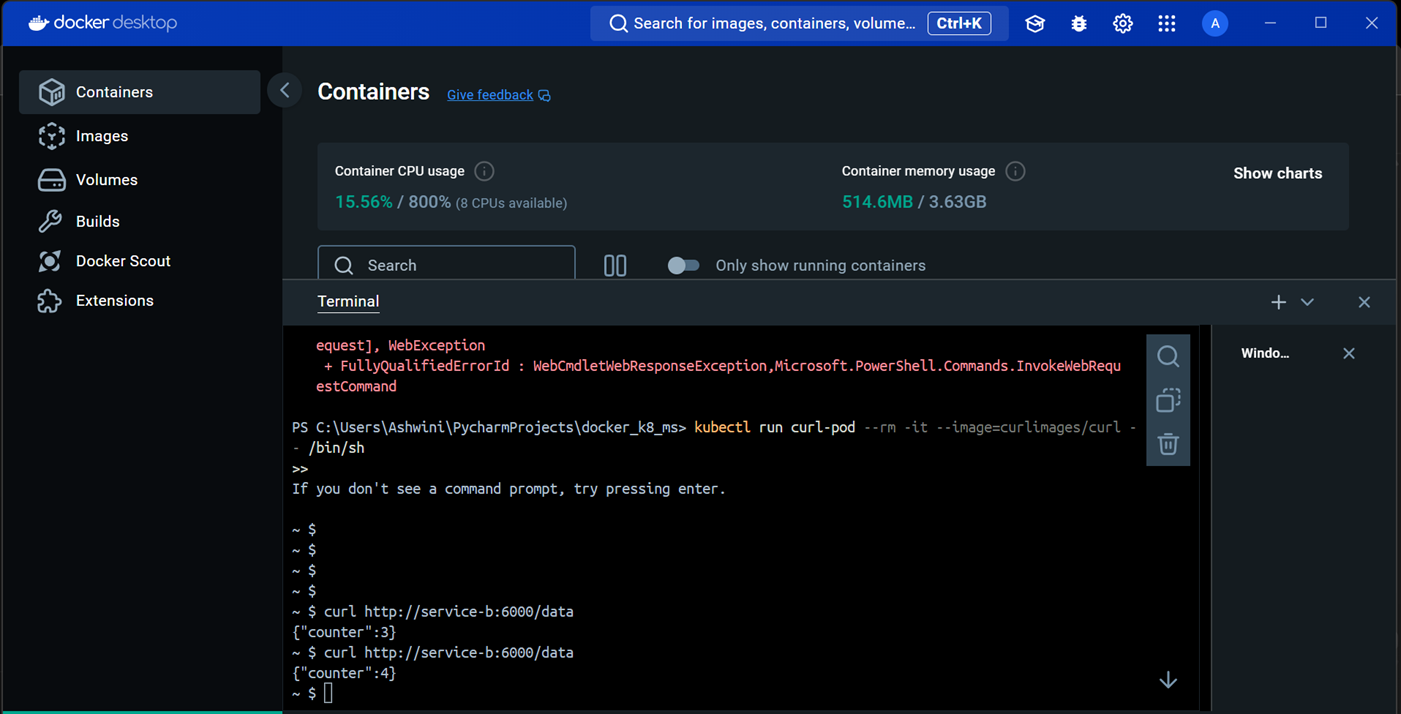 docker desktop
Search for images, containers, volume... Ctrl+K
A
Containers
Images
Volumes
Builds
Docker Scout
Extensions
Containers Give feedback
Container CPU usage
15.56% / 800% (8 CPUs available)
Container memory usage
514.6MB / 3.63GB
Show charts
Search
Only show running containers
Terminal
Windo...
equest], WebException
+ FullyQualifiedErrorId : WebCmdletWebResponseException,Microsoft.PowerShell.Commands.InvokeWebRequ
estCommand
PS C:\Users\Ashwini\PycharmProjects\docker_k8_ms> kubectl run curl-pod --rm -it --image=curlimages/curl -
- /bin/sh
>>
If you don't see a command prompt, try pressing enter.
~ $
~ $
~ $
~ $
~ $ curl http://service-b:6000/data
{"counter":3}
~ $ curl http://service-b:6000/data
{"counter":4}
~ $